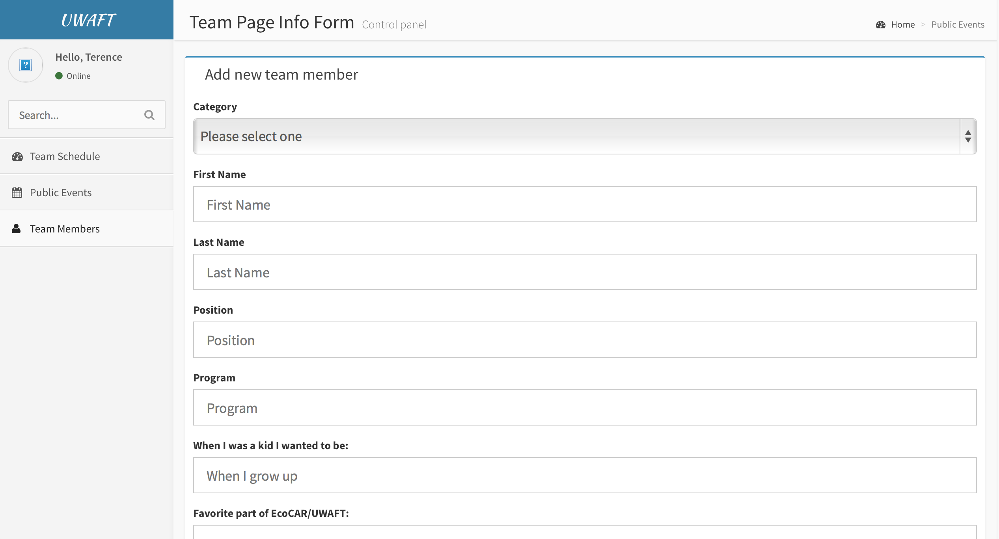 UWAFT
Team Page Info Form Control panel
Home > Public Events
Hello, Terence
Online
Search...
Team Schedule
Public Events
Team Members
Add new team member
Category
Please select one
First Name
First Name
Last Name
Last Name
Position
Position
Program
Program
When I was a kid I wanted to be:
When I grow up
Favorite part of EcoCAR/UWAFT: